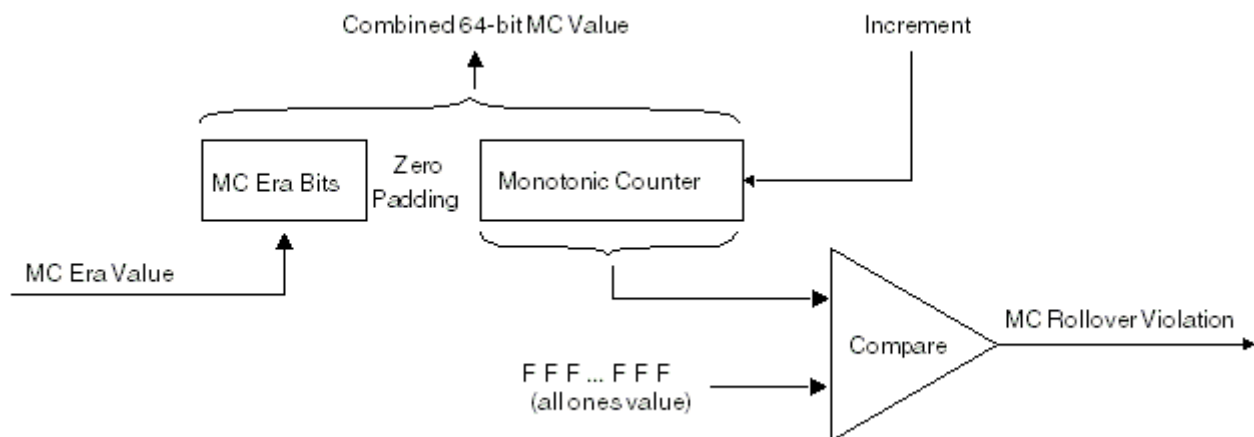 Combined 64-bit MC Value
Increment
MC Era Bits
Zero
Padding
Monotonic Counter
MC Era Value
MC Rollover Violation
Compare
F F F ... F F F
(all ones value)